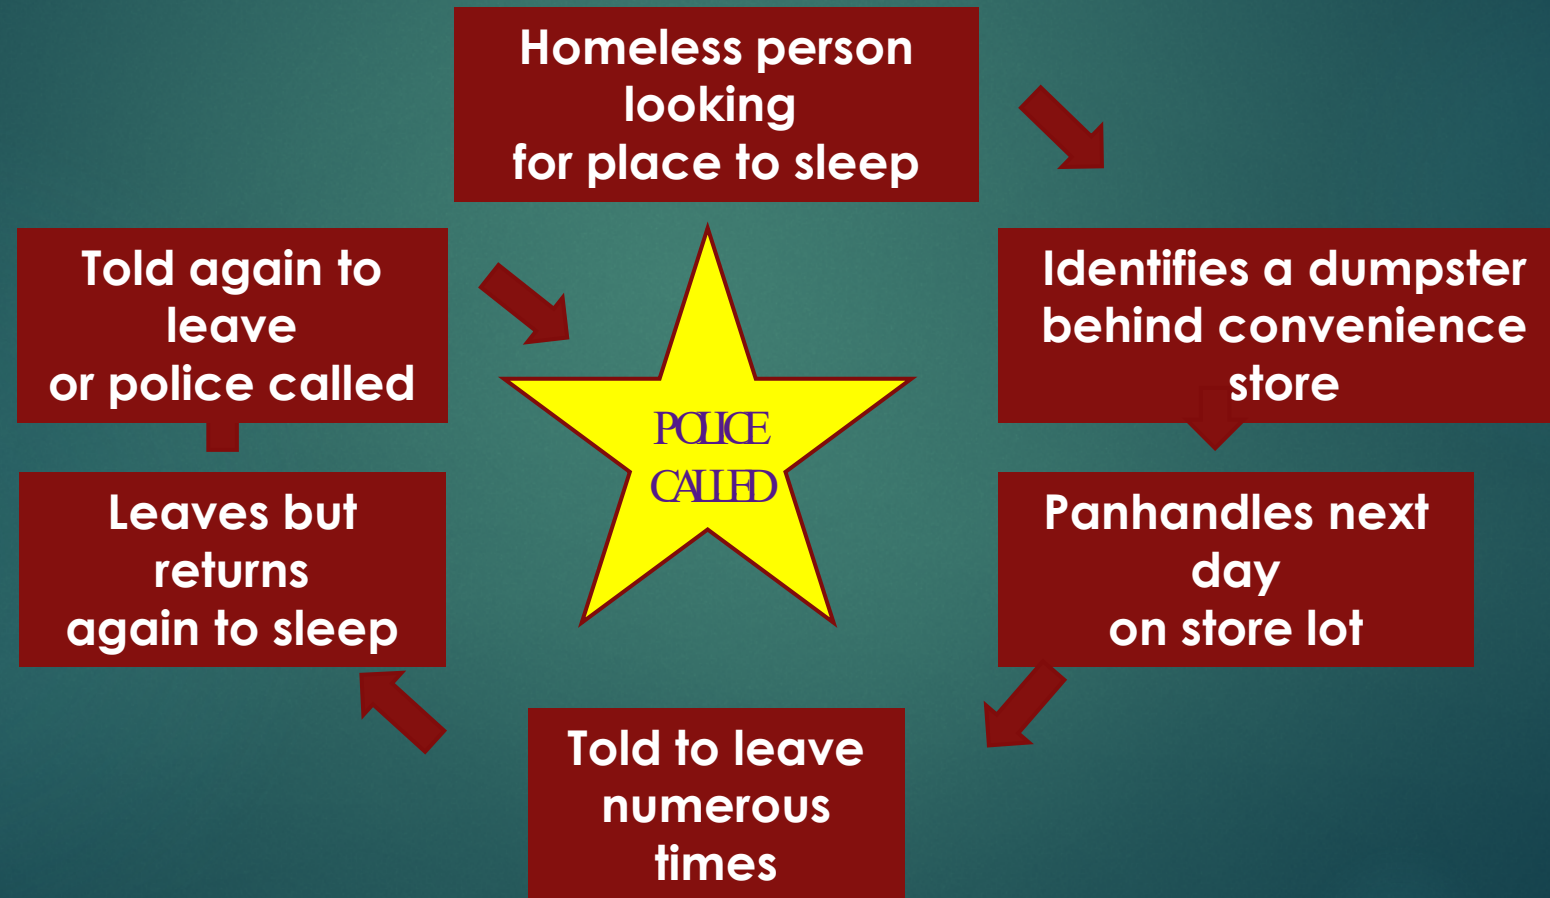 Homeless person
looking
for place to sleep
Identifies a dumpster
behind convenience
store
Panhandles next
day
on store lot
Told to leave
numerous
times
Leaves but
returns
again to sleep
Told again to
leave
or police called
POLICE
CALLED